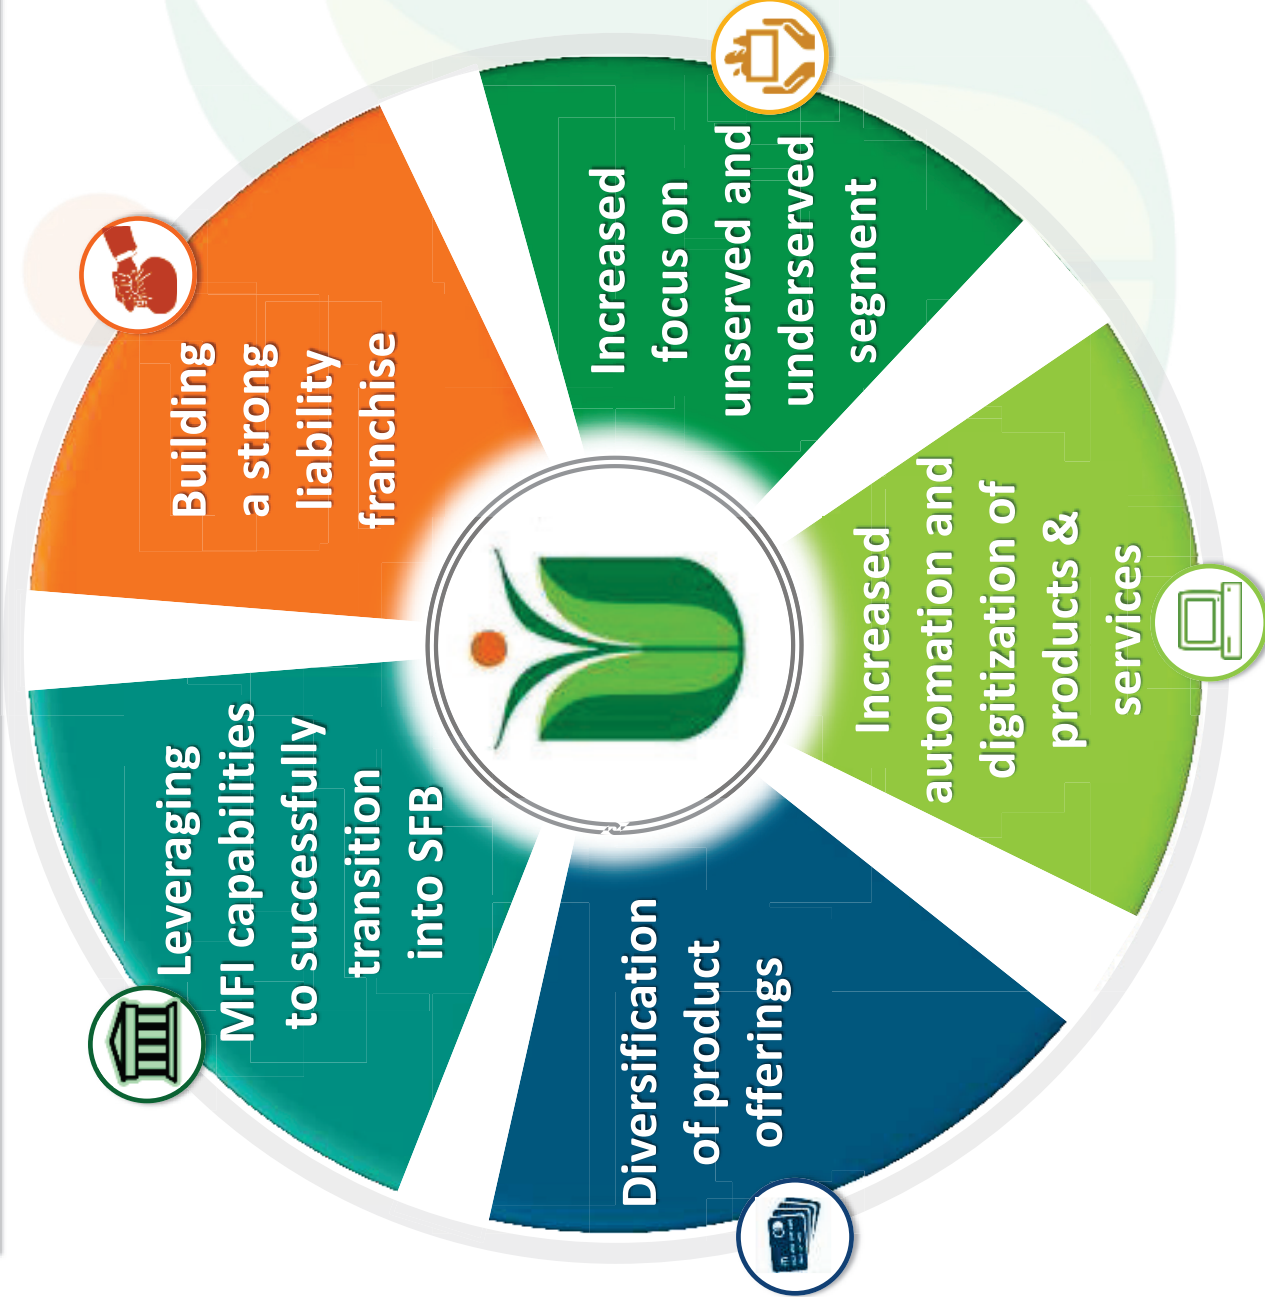 Leveraging
MFI capabilities
to successfully
transition
into SFB
Building
a strong
liability
franchise
Increased
focus on
unserved and
underserved
segment
Increased
automation and
digitization of
products &
services
Diversification
of product
offerings